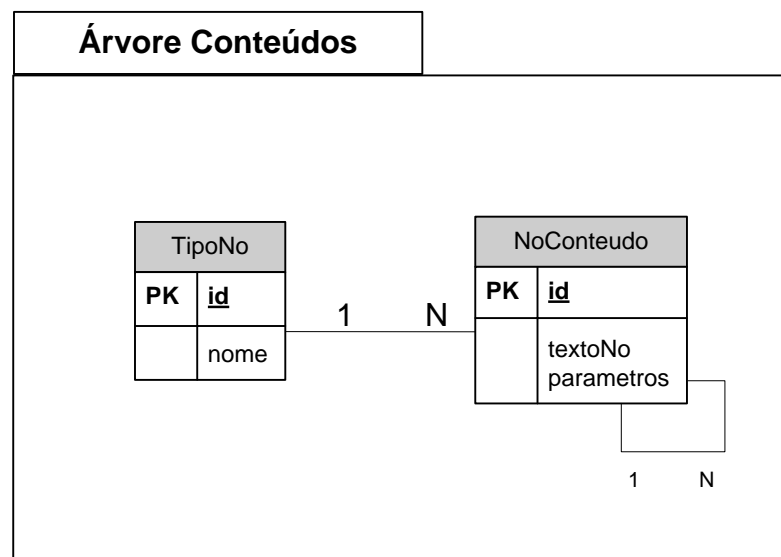 Árvore Conteúdos
TipoNo
PK id
nome
1 N
NoConteudo
PK id
textoNo
parametros
1 N